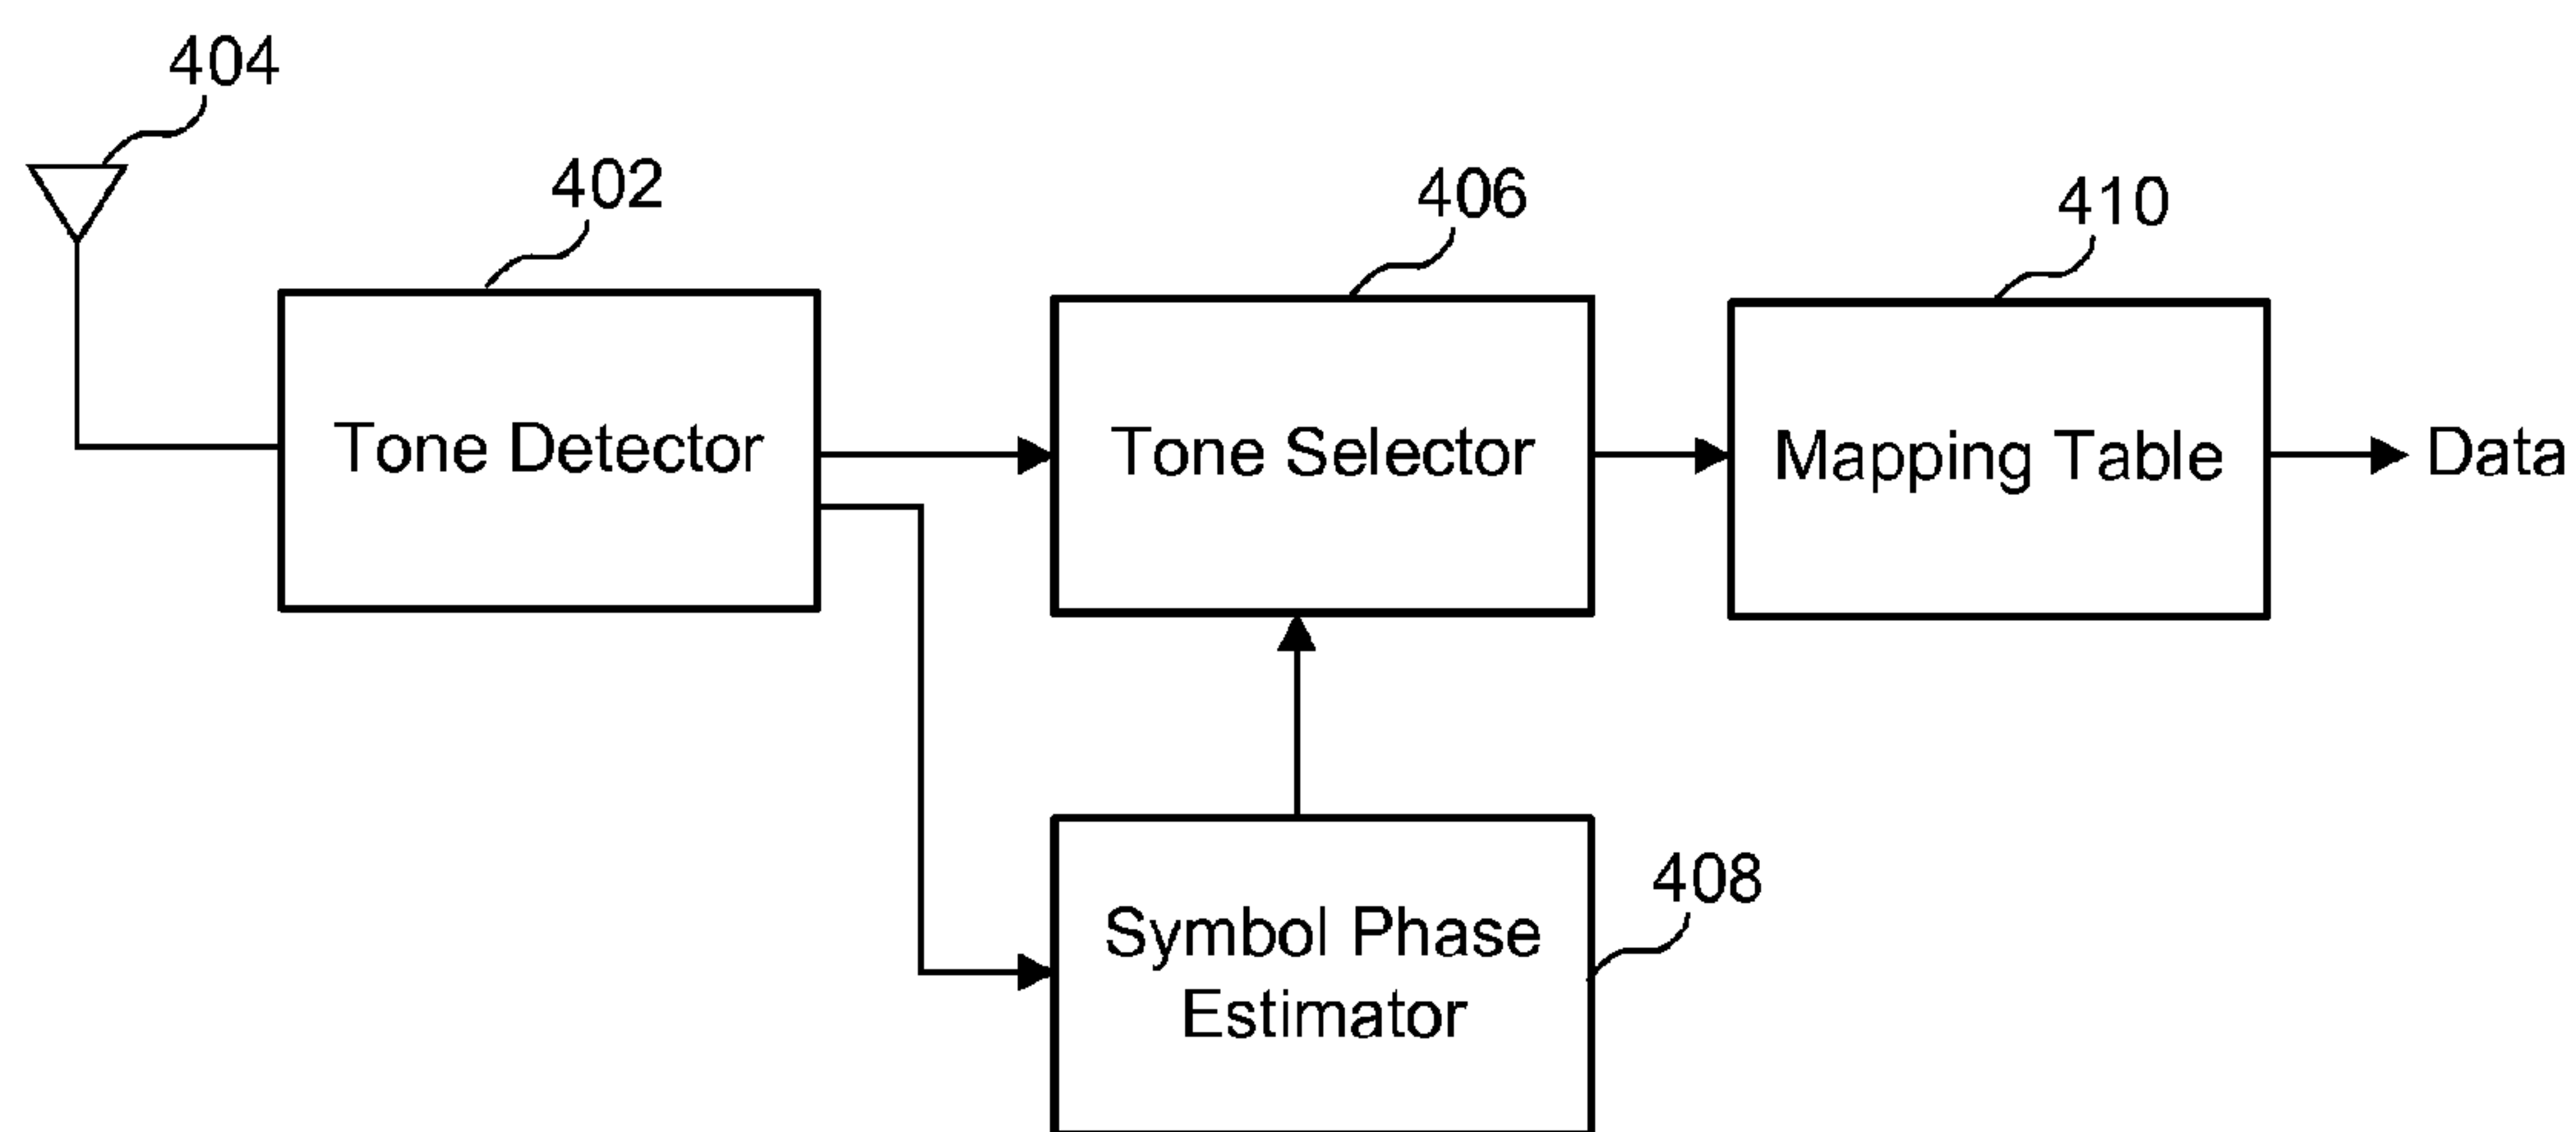 404
402
406
410
Tone Detector
Tone Selector
Mapping Table
Data
408
Symbol Phase
Estimator